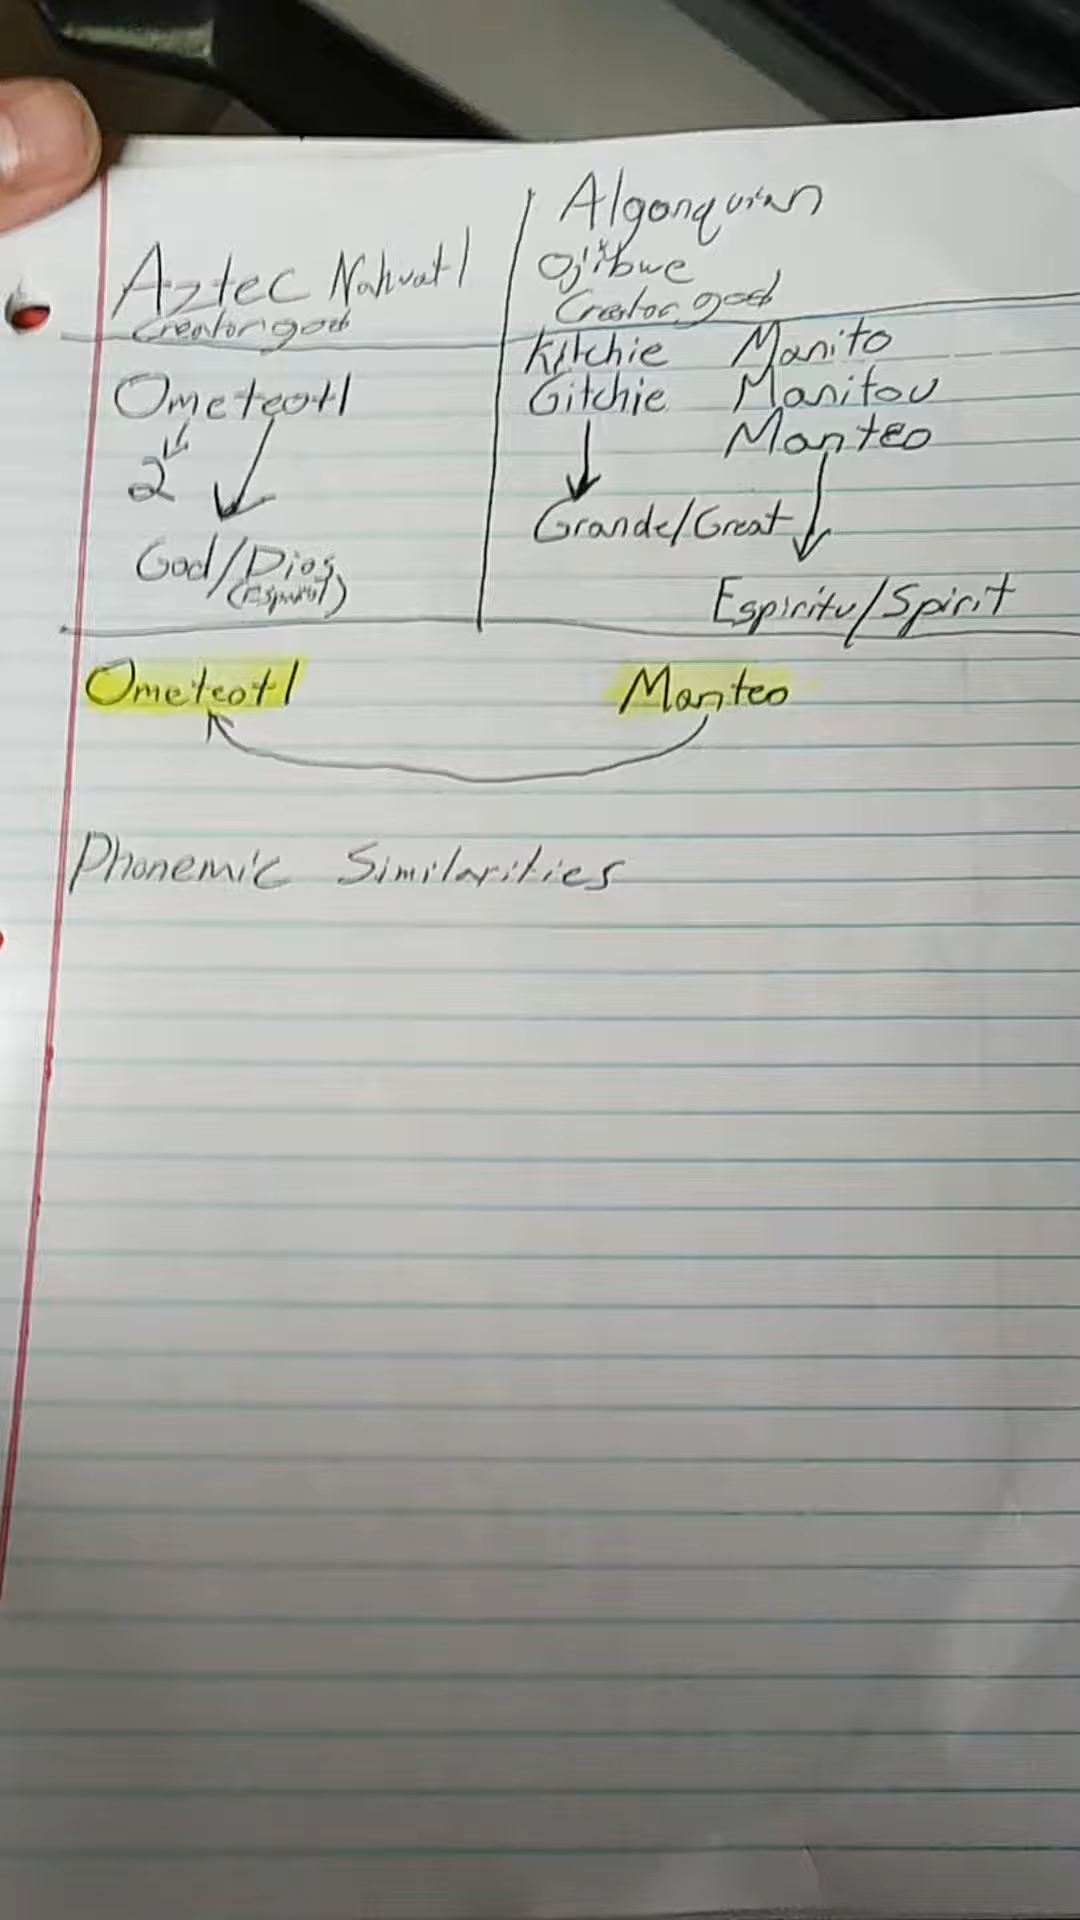 Aztec Nahuatl
Creator god
Ometeotl
2
God/Dios
(Español)
Algonquian
Ojibwe
Creator god
Kitchie Manito
Gitchie Manitou
Manteo
Grande/Great
Espiritu/Spirit
Ometeotl Manteo
Phonemic Similarities